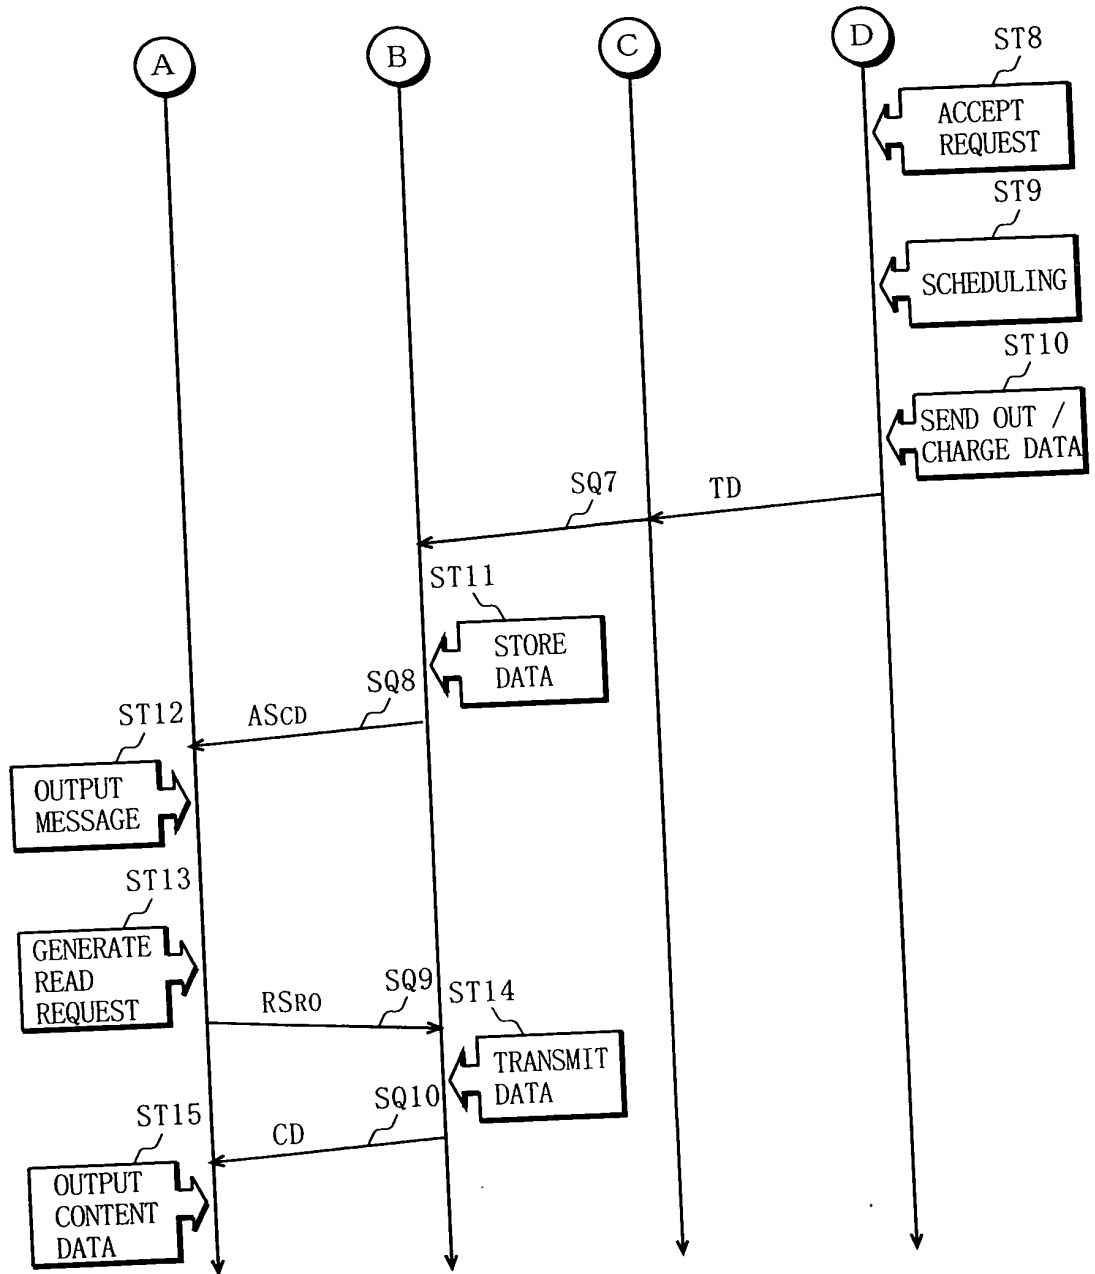 A
B
C
D
ST8
ACCEPT
REQUEST
ST9
SCHEDULING
ST10
SEND OUT /
CHARGE DATA
SQ7
TD
ST11
STORE
DATA
SQ8
ASCD
ST12
OUTPUT
MESSAGE
ST13
GENERATE
READ
REQUEST
RSRO
SQ9
ST14
TRANSMIT
DATA
SQ10
CD
ST15
OUTPUT
CONTENT
DATA